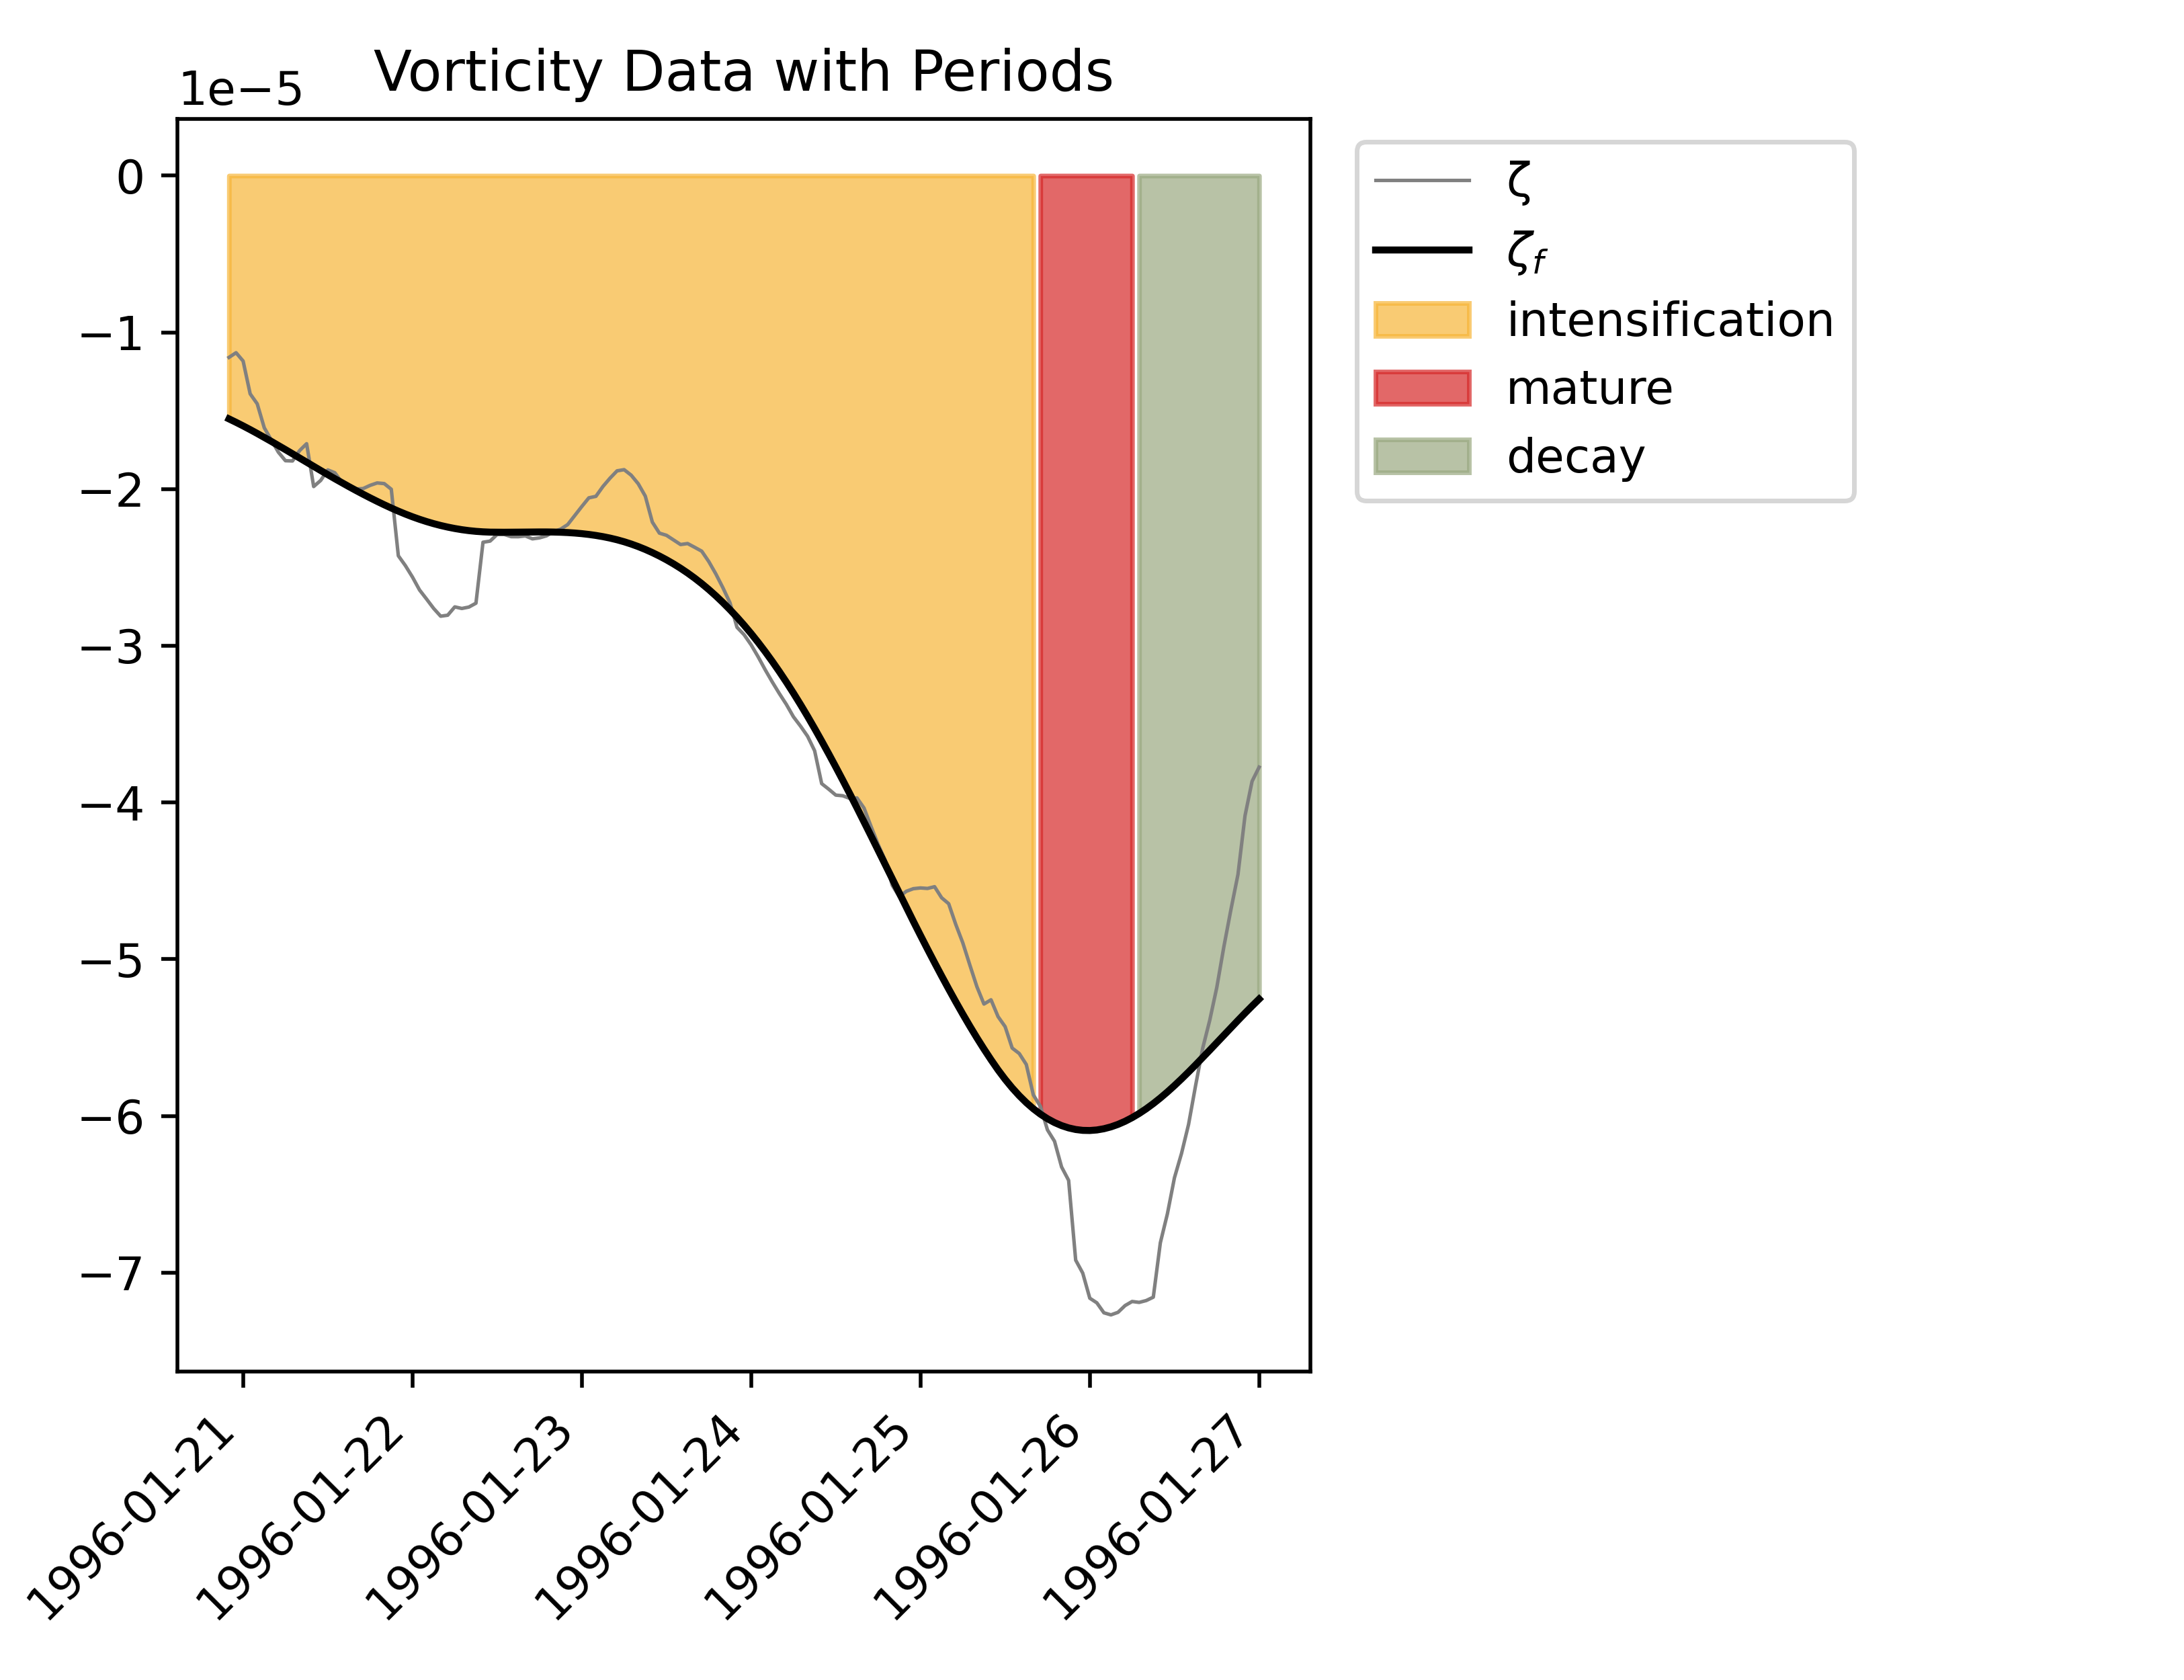 Vorticity Data with Periods
1e−5
0
−1
−2
−3
−4
−5
−6
−7
1996-01-21
1996-01-22
1996-01-23
1996-01-24
1996-01-25
1996-01-26
1996-01-27
ζ
ζf
intensification
mature
decay